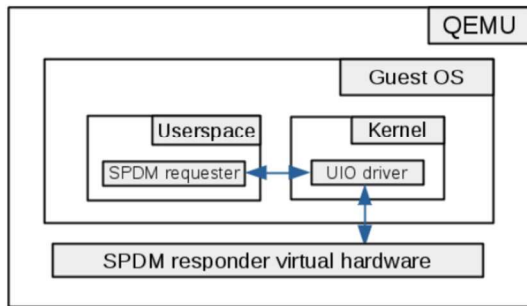 QEMU
Guest OS
Userspace
Kernel
SPDM requester
UIO driver
SPDM responder virtual hardware